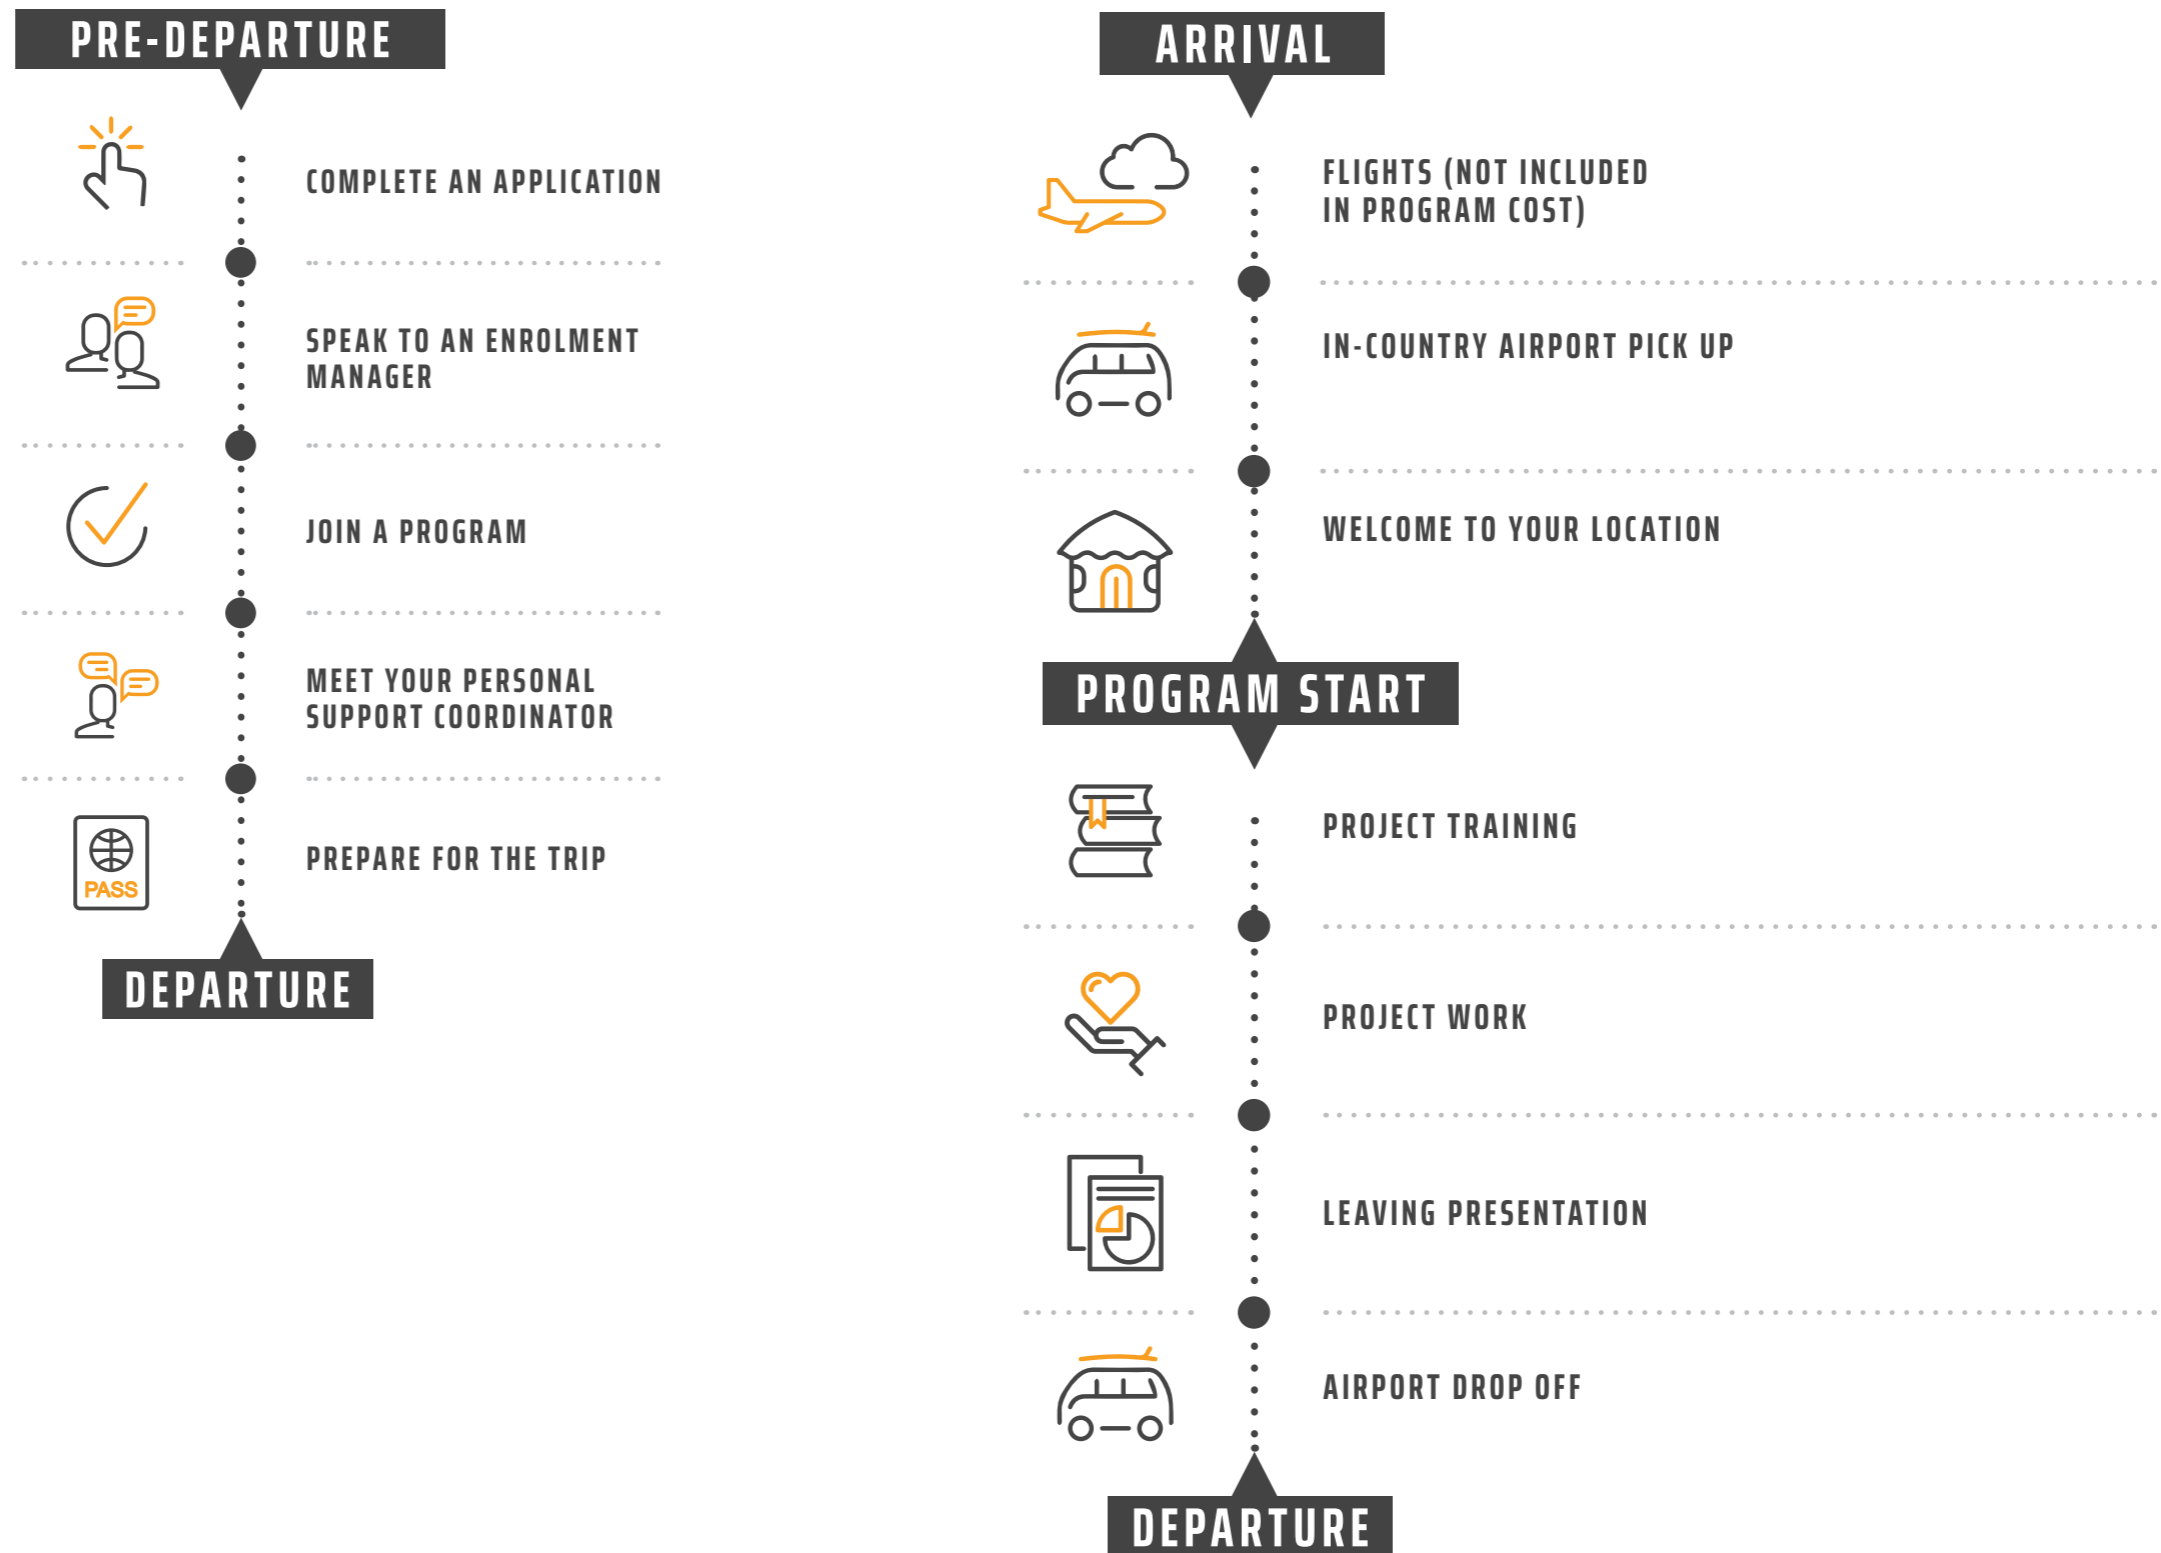 PRE-DEPARTURE
COMPLETE AN APPLICATION
SPEAK TO AN ENROLMENT
MANAGER
JOIN A PROGRAM
MEET YOUR PERSONAL
SUPPORT COORDINATOR
PASS
PREPARE FOR THE TRIP
DEPARTURE
ARRIVAL
FLIGHTS (NOT INCLUDED
IN PROGRAM COST)
IN-COUNTRY AIRPORT PICK UP
WELCOME TO YOUR LOCATION
PROGRAM START
PROJECT TRAINING
PROJECT WORK
LEAVING PRESENTATION
AIRPORT DROP OFF
DEPARTURE